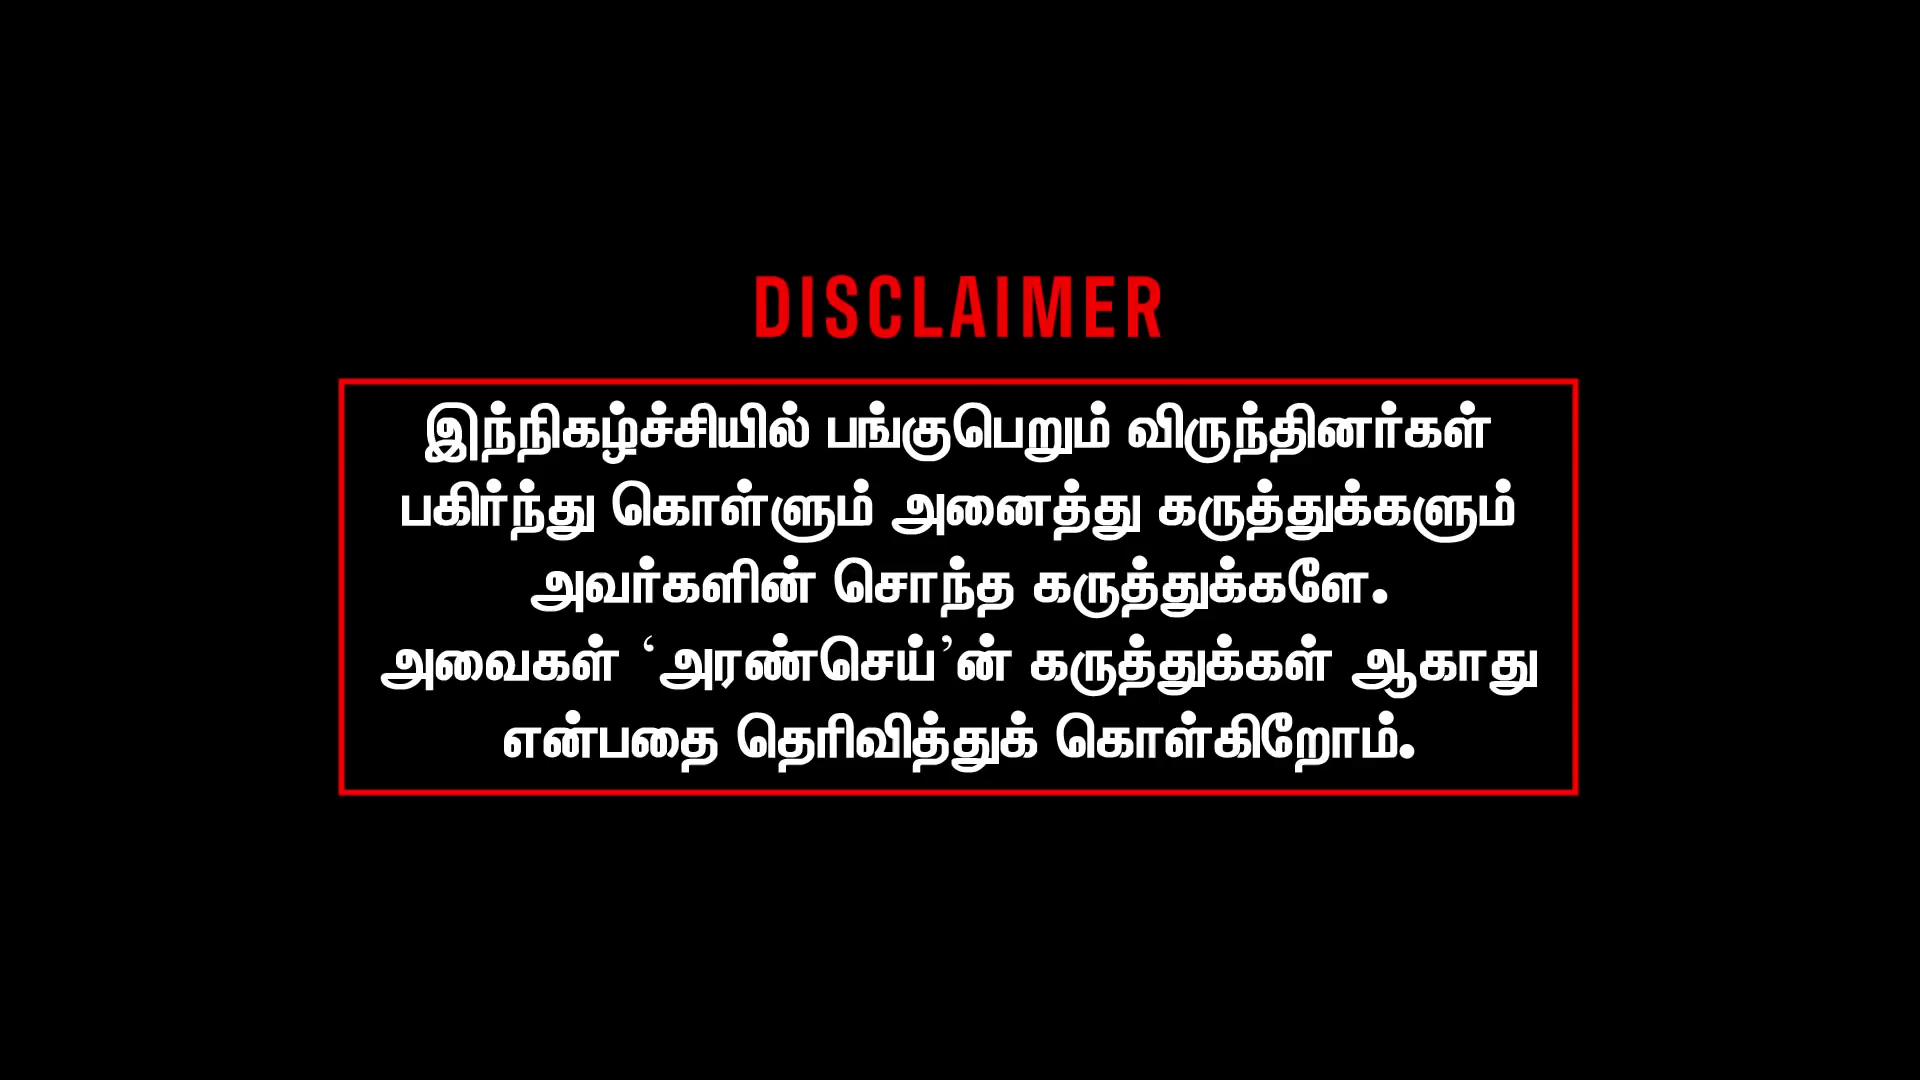 DISCLAIMER
இந்நிகழ்ச்சியில் பங்குபெறும் விருந்தினர்கள்
பகிர்ந்து கொள்ளும் அனைத்து கருத்துக்களும்
அவர்களின் சொந்த கருத்துக்களே.
அவைகள் ‘அரண்செய்’ன் கருத்துக்கள் ஆகாது
என்பதை தெரிவித்துக் கொள்கிறோம்.